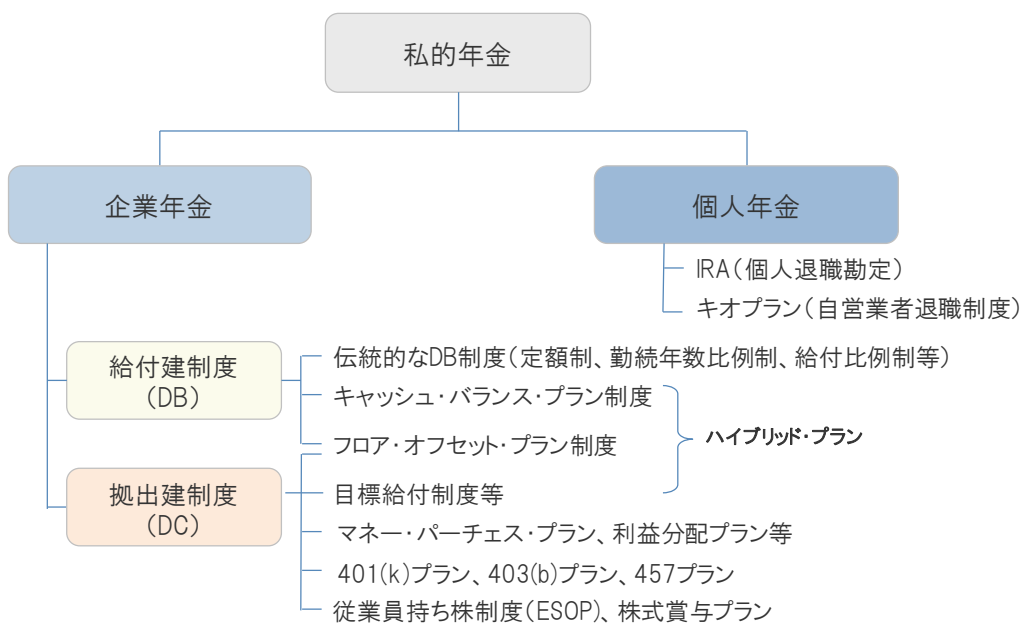 私的年金
企業年金
個人年金
IRA(個人退職勘定)
キオプラン(自営業者退職制度)
給付建制度
(DB)
伝統的なDB制度(定額制、勤続年数比例制、給付比例制等)
キャッシュ・バランス・プラン制度
フロア・オフセット・プラン制度
ハイブリッド・プラン
拠出建制度
(DC)
目標給付制度等
マネー・パーチェス・プラン、利益分配プラン等
401(k)プラン、403(b)プラン、457プラン
従業員持ち株制度(ESOP)、株式賞与プラン